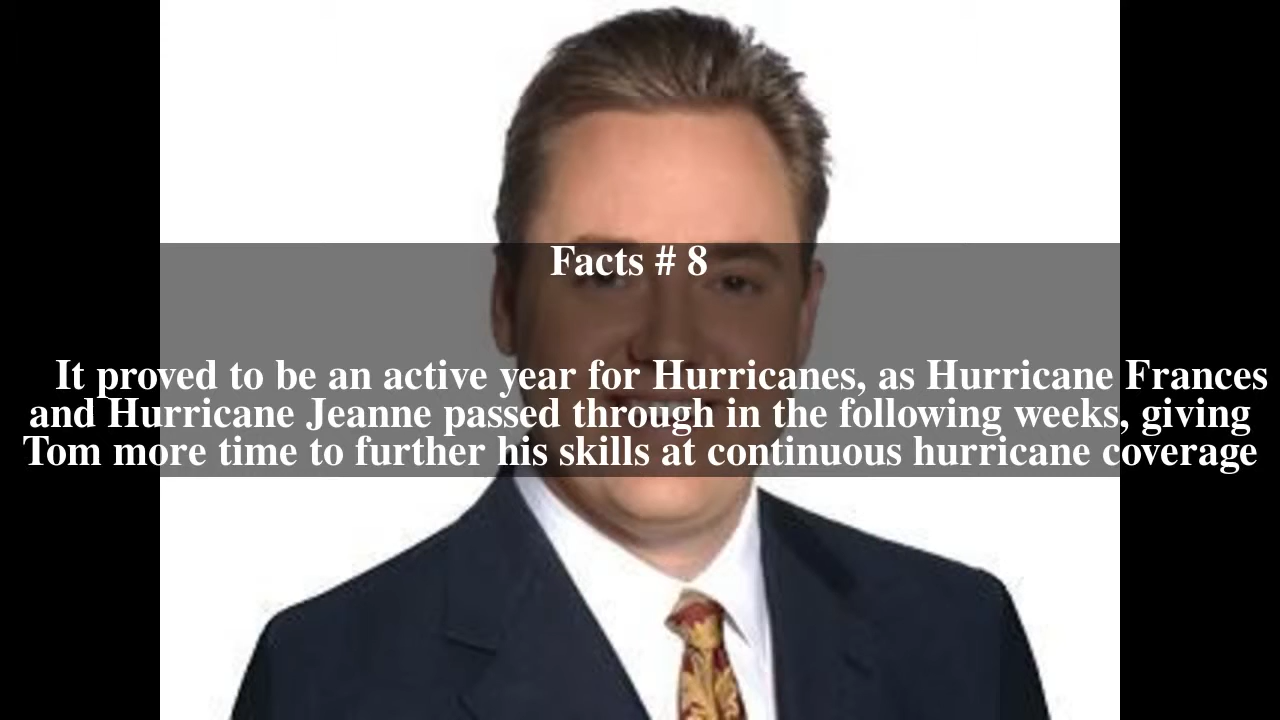 Facts # 8
It proved to be an active year for Hurricanes, as Hurricane Frances
and Hurricane Jeanne passed through in the following weeks, giving
Tom more time to further his skills at continuous hurricane coverage